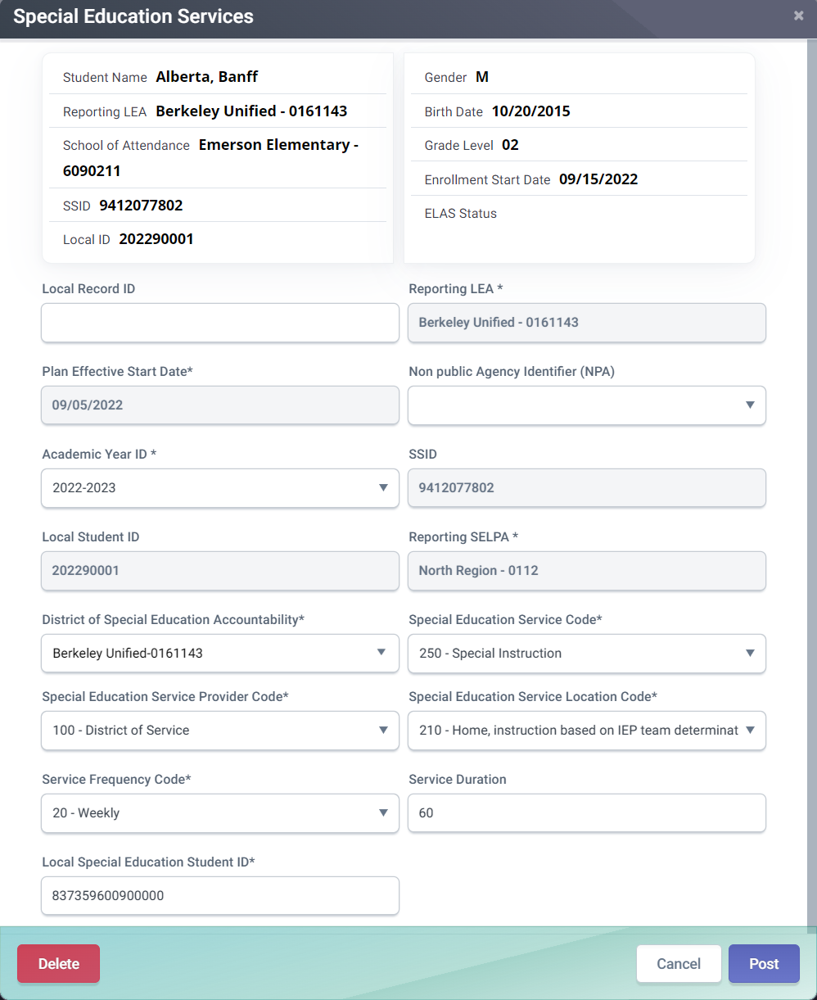 Special Education Services
×
Student Name Alberta, Banff
Reporting LEA Berkeley Unified - 0161143
School of Attendance Emerson Elementary -
6090211
SSID 9412077802
Local ID 202290001
Gender M
Birth Date 10/20/2015
Grade Level 02
Enrollment Start Date 09/15/2022
ELAS Status
Local Record ID
Reporting LEA *
Berkeley Unified - 0161143
Plan Effective Start Date*
09/05/2022
Non public Agency Identifier (NPA)
Academic Year ID *
2022-2023
SSID
9412077802
Local Student ID
202290001
Reporting SELPA *
North Region - 0112
District of Special Education Accountability*
Berkeley Unified-0161143
Special Education Service Code*
250 - Special Instruction
Special Education Service Provider Code*
100 - District of Service
Special Education Service Location Code*
210 - Home, instruction based on IEP team determinat
Service Frequency Code*
20 - Weekly
Service Duration
60
Local Special Education Student ID*
837359600900000
Delete
Cancel
Post